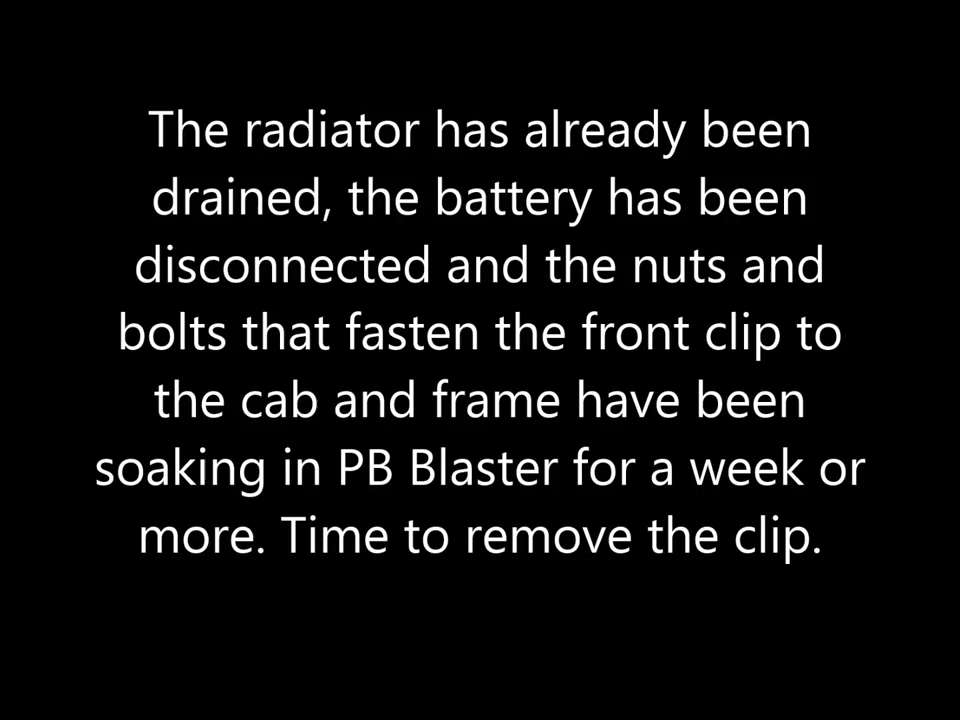 The radiator has already been
drained, the battery has been
disconnected and the nuts and
bolts that fasten the front clip to
the cab and frame have been
soaking in PB Blaster for a week or
more. Time to remove the clip.